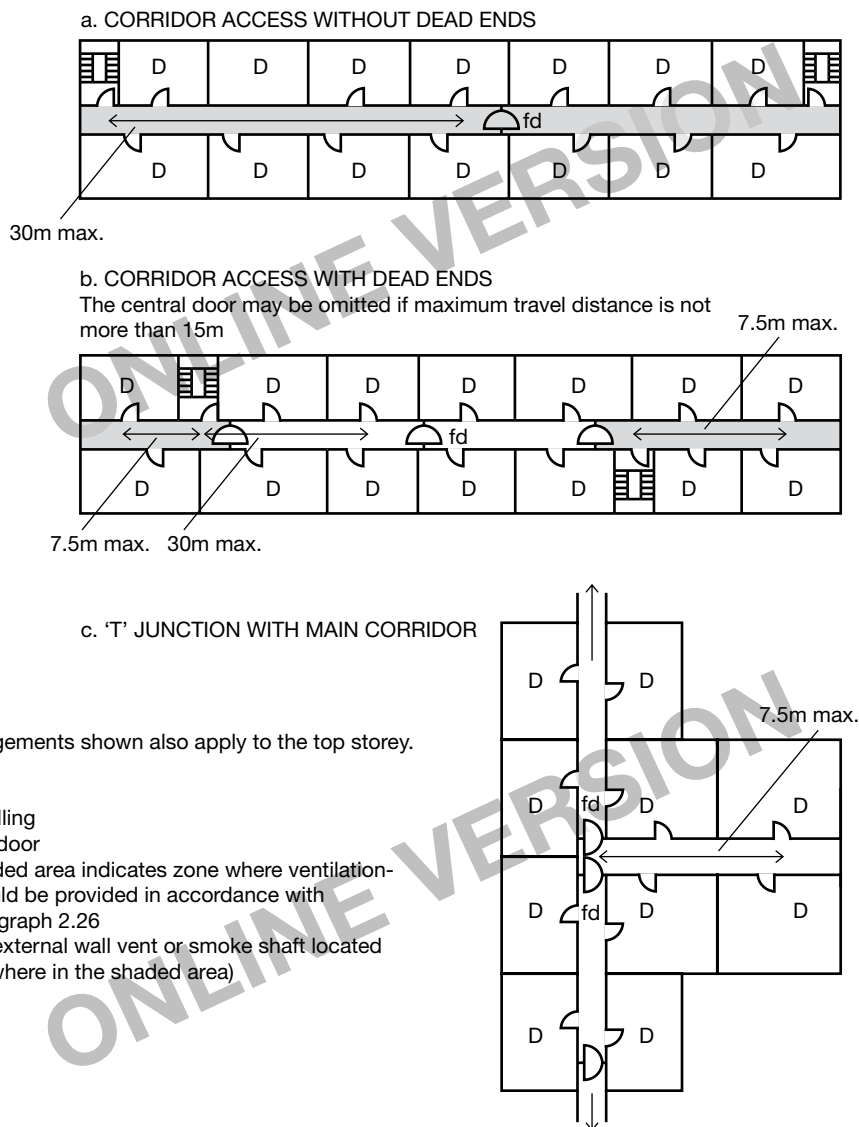 a. CORRIDOR ACCESS WITHOUT DEAD ENDS
D D D D D D D
fd
D D D D D D D
30m max.
b. CORRIDOR ACCESS WITH DEAD ENDS
The central door may be omitted if maximum travel distance is not
more than 15m
7.5m max.
D D D D D D D
fd
D D D D D D D
7.5m max. 30m max.
c. ‘T’ JUNCTION WITH MAIN CORRIDOR
D D
7.5m max.
gements shown also apply to the top storey.
D fd D D
lling
door
ded area indicates zone where ventilation-
uld be provided in accordance with
graph 2.26
external wall vent or smoke shaft located
where in the shaded area)
D fd D D
D D
ONLINE VERSION
ONLINE VERSION